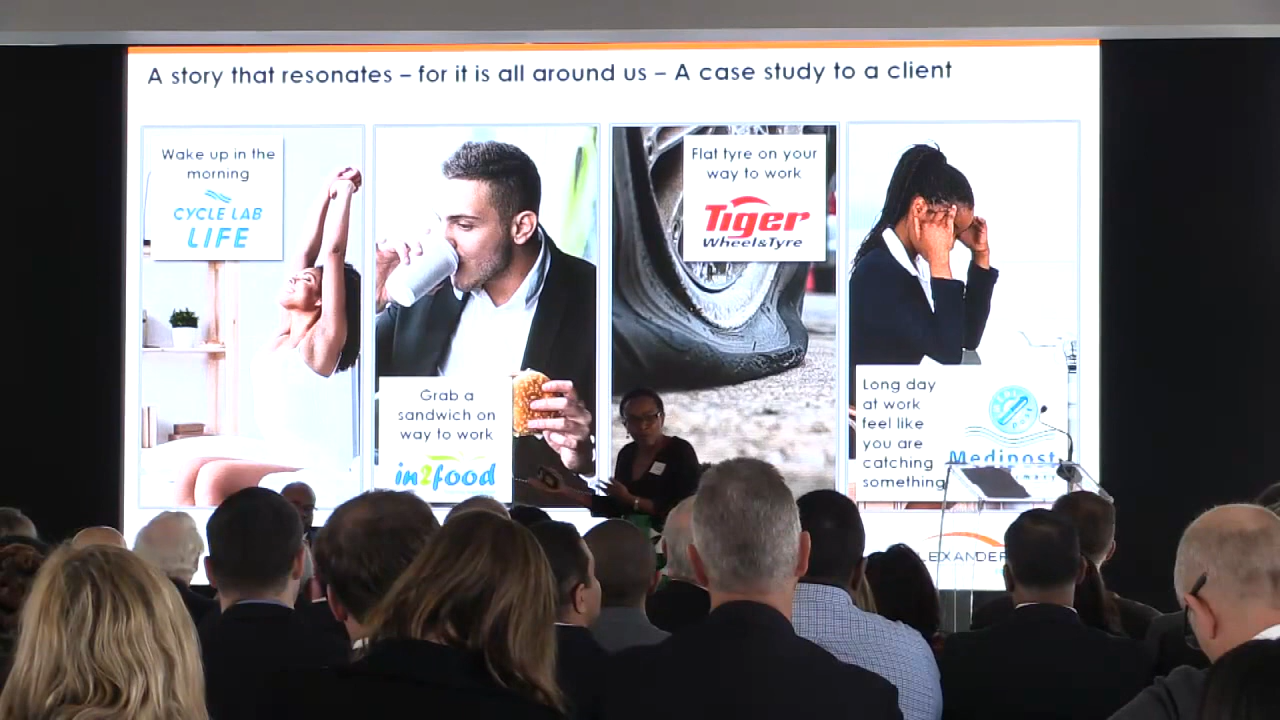 A story that resonates – for it is all around us – A case study to a client
Wake up in the
morning
CYCLE LAB
LIFE
Grab a
sandwich on
way to work
in2food
Flat tyre on your
way to work
Tiger
Wheel&Tyre
Long day
at work
feel like
you are
catching
something
Medipost